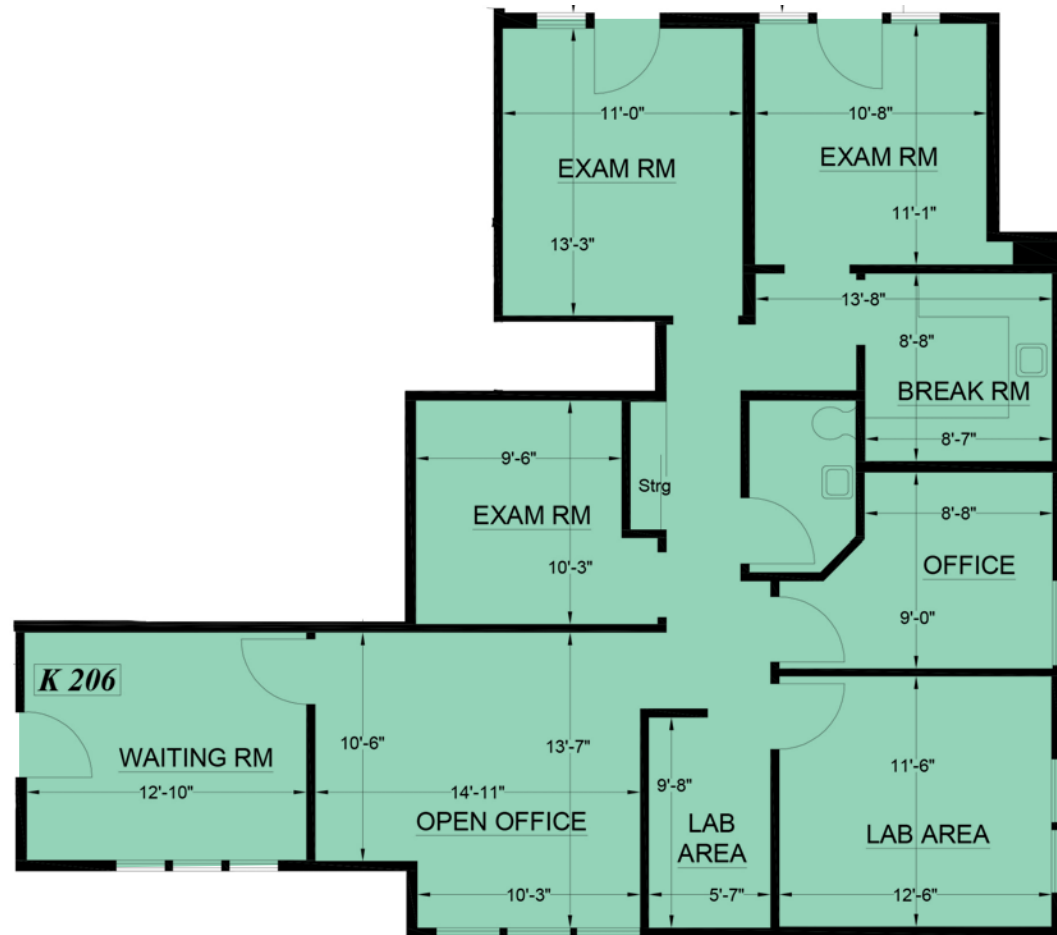 11'-0"
10'-8"
EXAM RM
EXAM RM
11'-1"
13'-3"
13'-8"
8'-8"
BREAK RM
8'-7"
9'-6"
Strg
EXAM RM
8'-8"
10'-3"
OFFICE
9'-0"
K 206
10'-6"
13'-7"
WAITING RM
12'-10"
14'-11"
OPEN OFFICE
9'-8"
11'-6"
LAB
AREA
LAB AREA
10'-3"
5'-7"
12'-6"